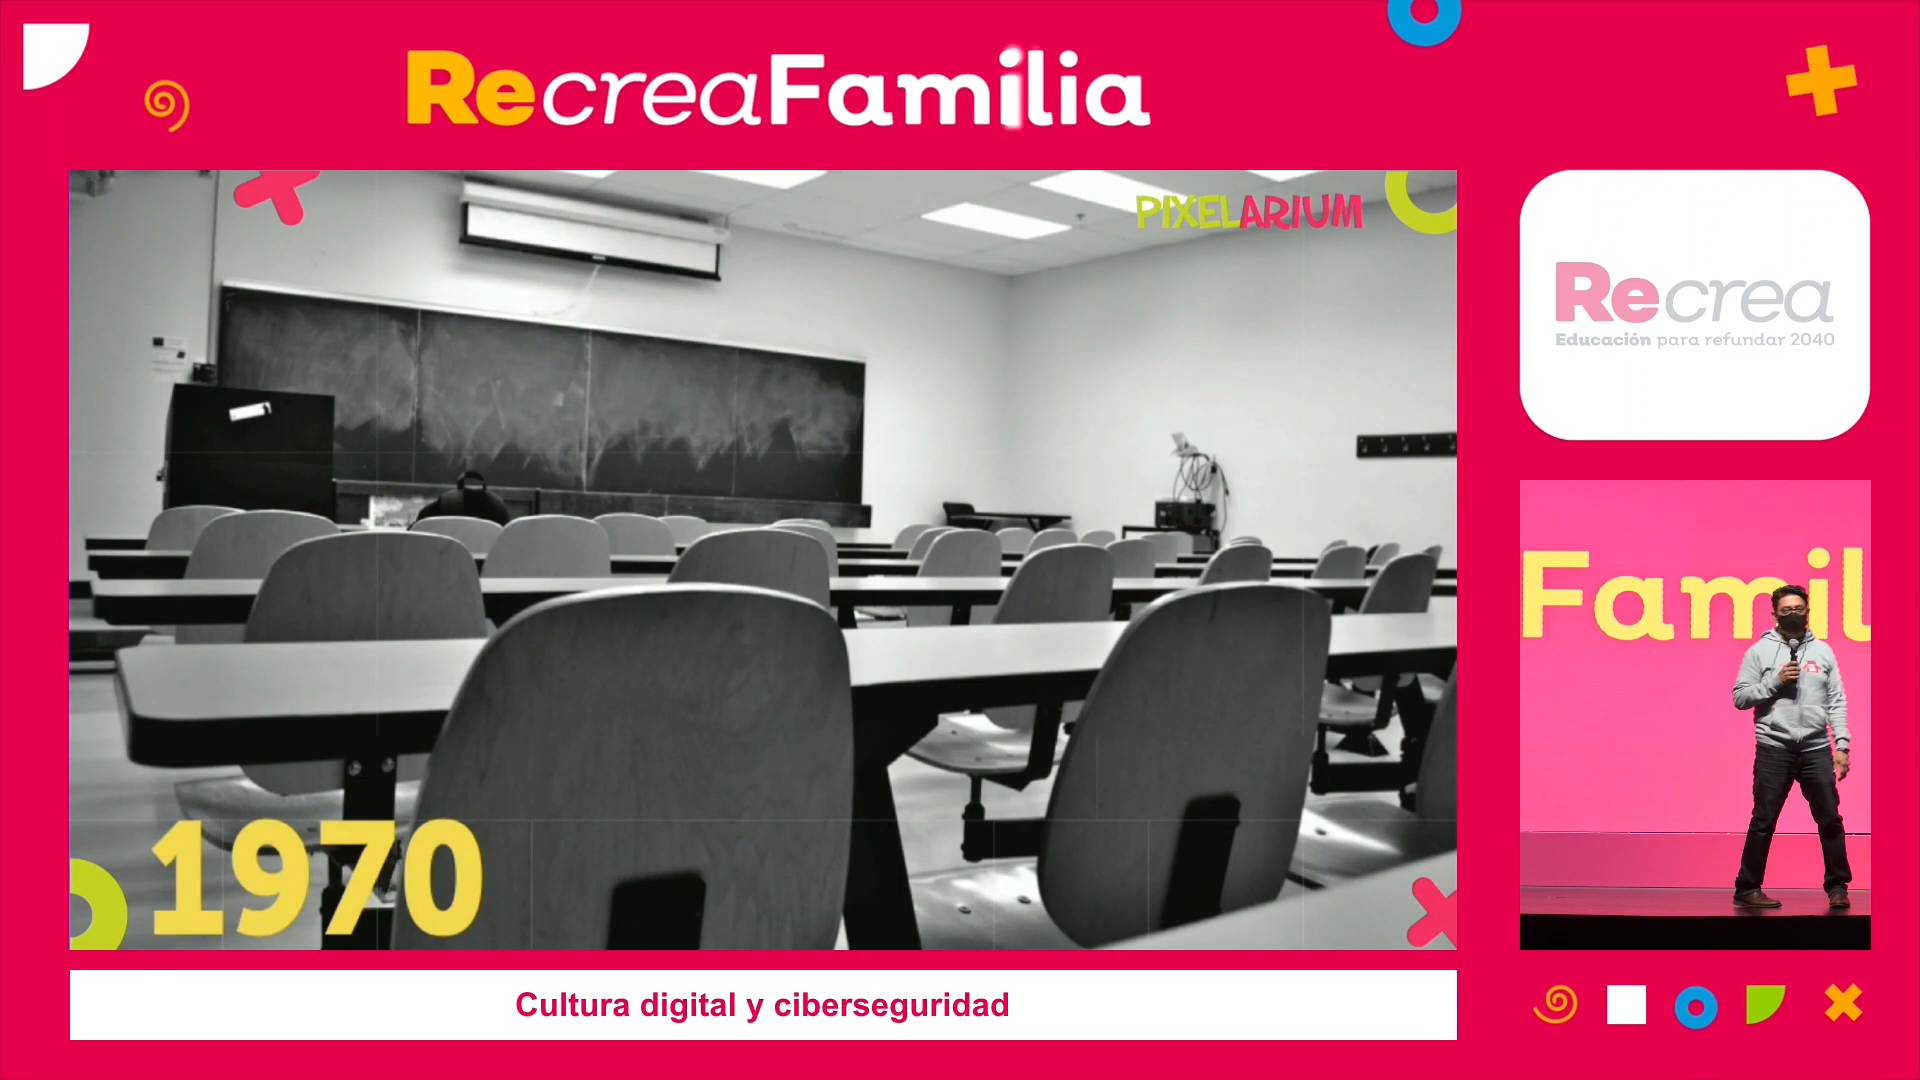 RecreaFamilia
PIXELARIUM
Recrea
Educación para refundar 2040
Famil
1970
Cultura digital y ciberseguridad